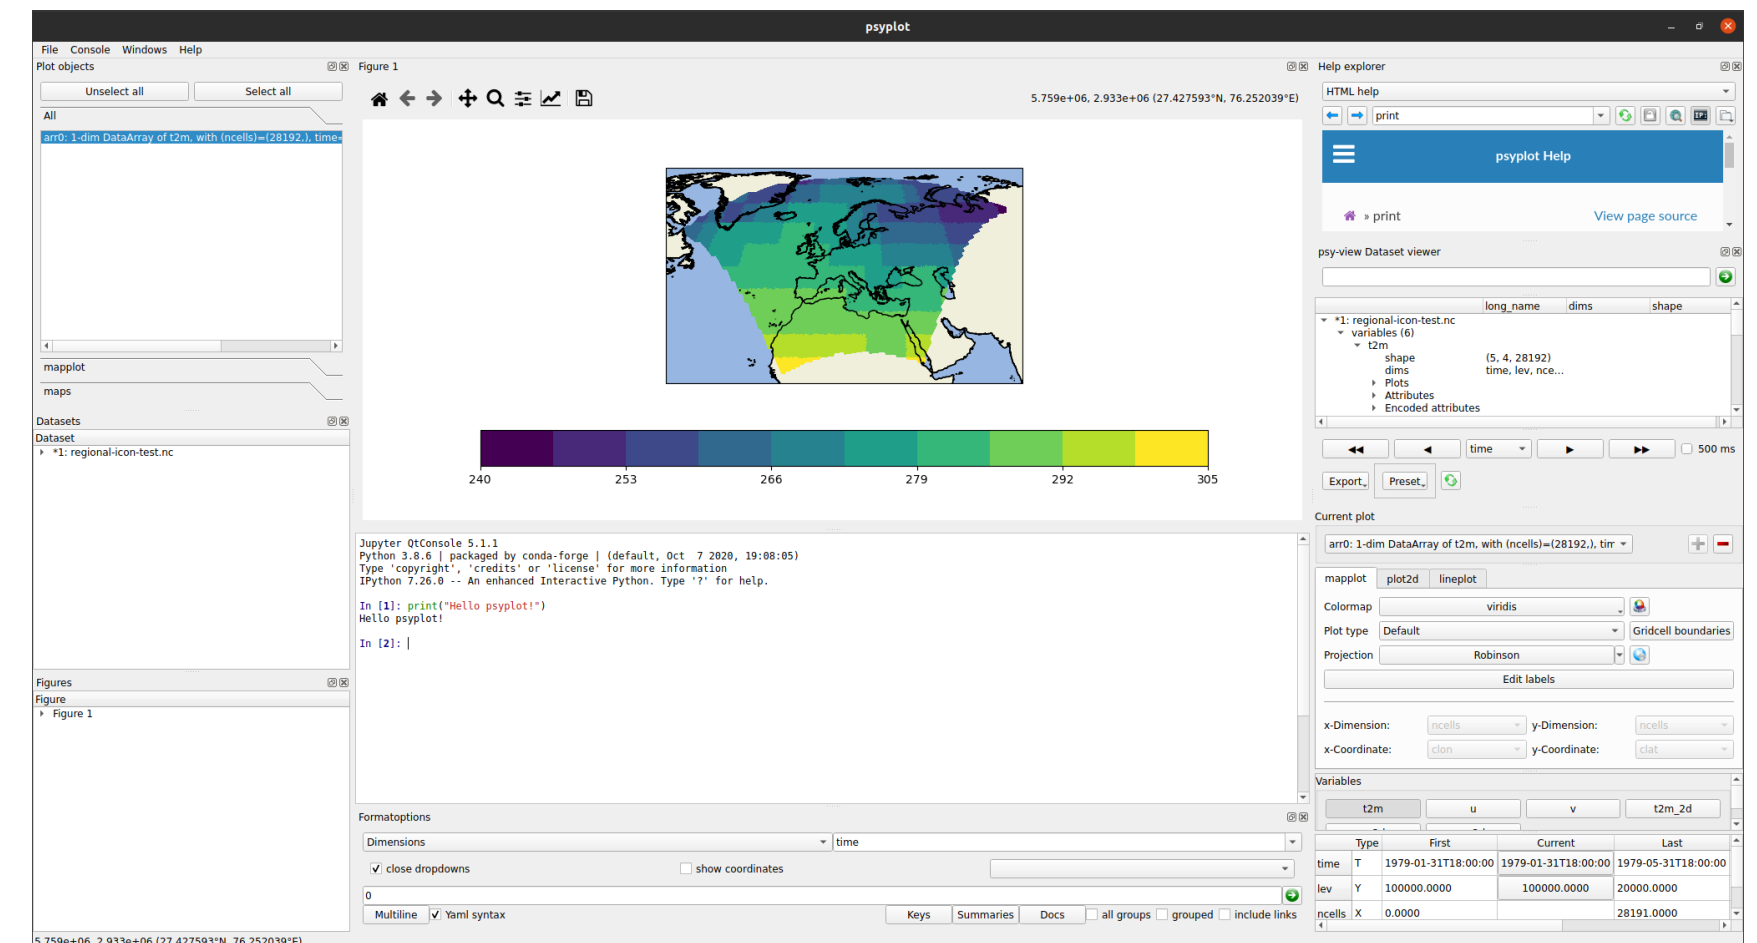 psyplot
File Console Windows Help
Plot objects
Unselect all Select all
All
arr0: 1-dim DataArray of t2m, with (ncells)=(28192,), time=
mapplot
maps
Datasets
Dataset
*1: regional-icon-test.nc
Figures
Figure
Figure 1
Figure 1
5.759e+06, 2.933e+06 (27.427593°N, 76.252039°E)
240 253 266 279 292 305
Jupyter QtConsole 5.1.1
Python 3.8.6 | packaged by conda-forge | (default, Oct 7 2020, 19:08:05)
Type 'copyright', 'credits' or 'license' for more information
IPython 7.26.0 -- An enhanced Interactive Python. Type '?' for help.
In [1]: print("Hello psyplot!")
Hello psyplot!
In [2]:
Formatoptions
Dimensions time
close dropdowns show coordinates
0
Multiline Yaml syntax Keys Summaries Docs all groups grouped include links
Help explorer
HTML help
print
psyplot Help
» print View page source
psy-view Dataset viewer
long_name dims shape
*1: regional-icon-test.nc
variables (6)
t2m
shape (5, 4, 28192)
dims time, lev, nce...
Plots
Attributes
Encoded attributes
time 500 ms
Export Preset
Current plot
arr0: 1-dim DataArray of t2m, with (ncells)=(28192,), tim
mapplot plot2d lineplot
Colormap viridis
Plot type Default Gridcell boundaries
Projection Robinson
Edit labels
x-Dimension: ncells y-Dimension: ncells
x-Coordinate: clon y-Coordinate: clat
Variables
t2m u v t2m_2d
Type First Current Last
time T 1979-01-31T18:00:00 1979-01-31T18:00:00 1979-05-31T18:00:00
lev Y 100000.0000 100000.0000 20000.0000
ncells X 0.0000 28191.0000
5.759e+06, 2.933e+06 (27.427593°N, 76.252039°E)